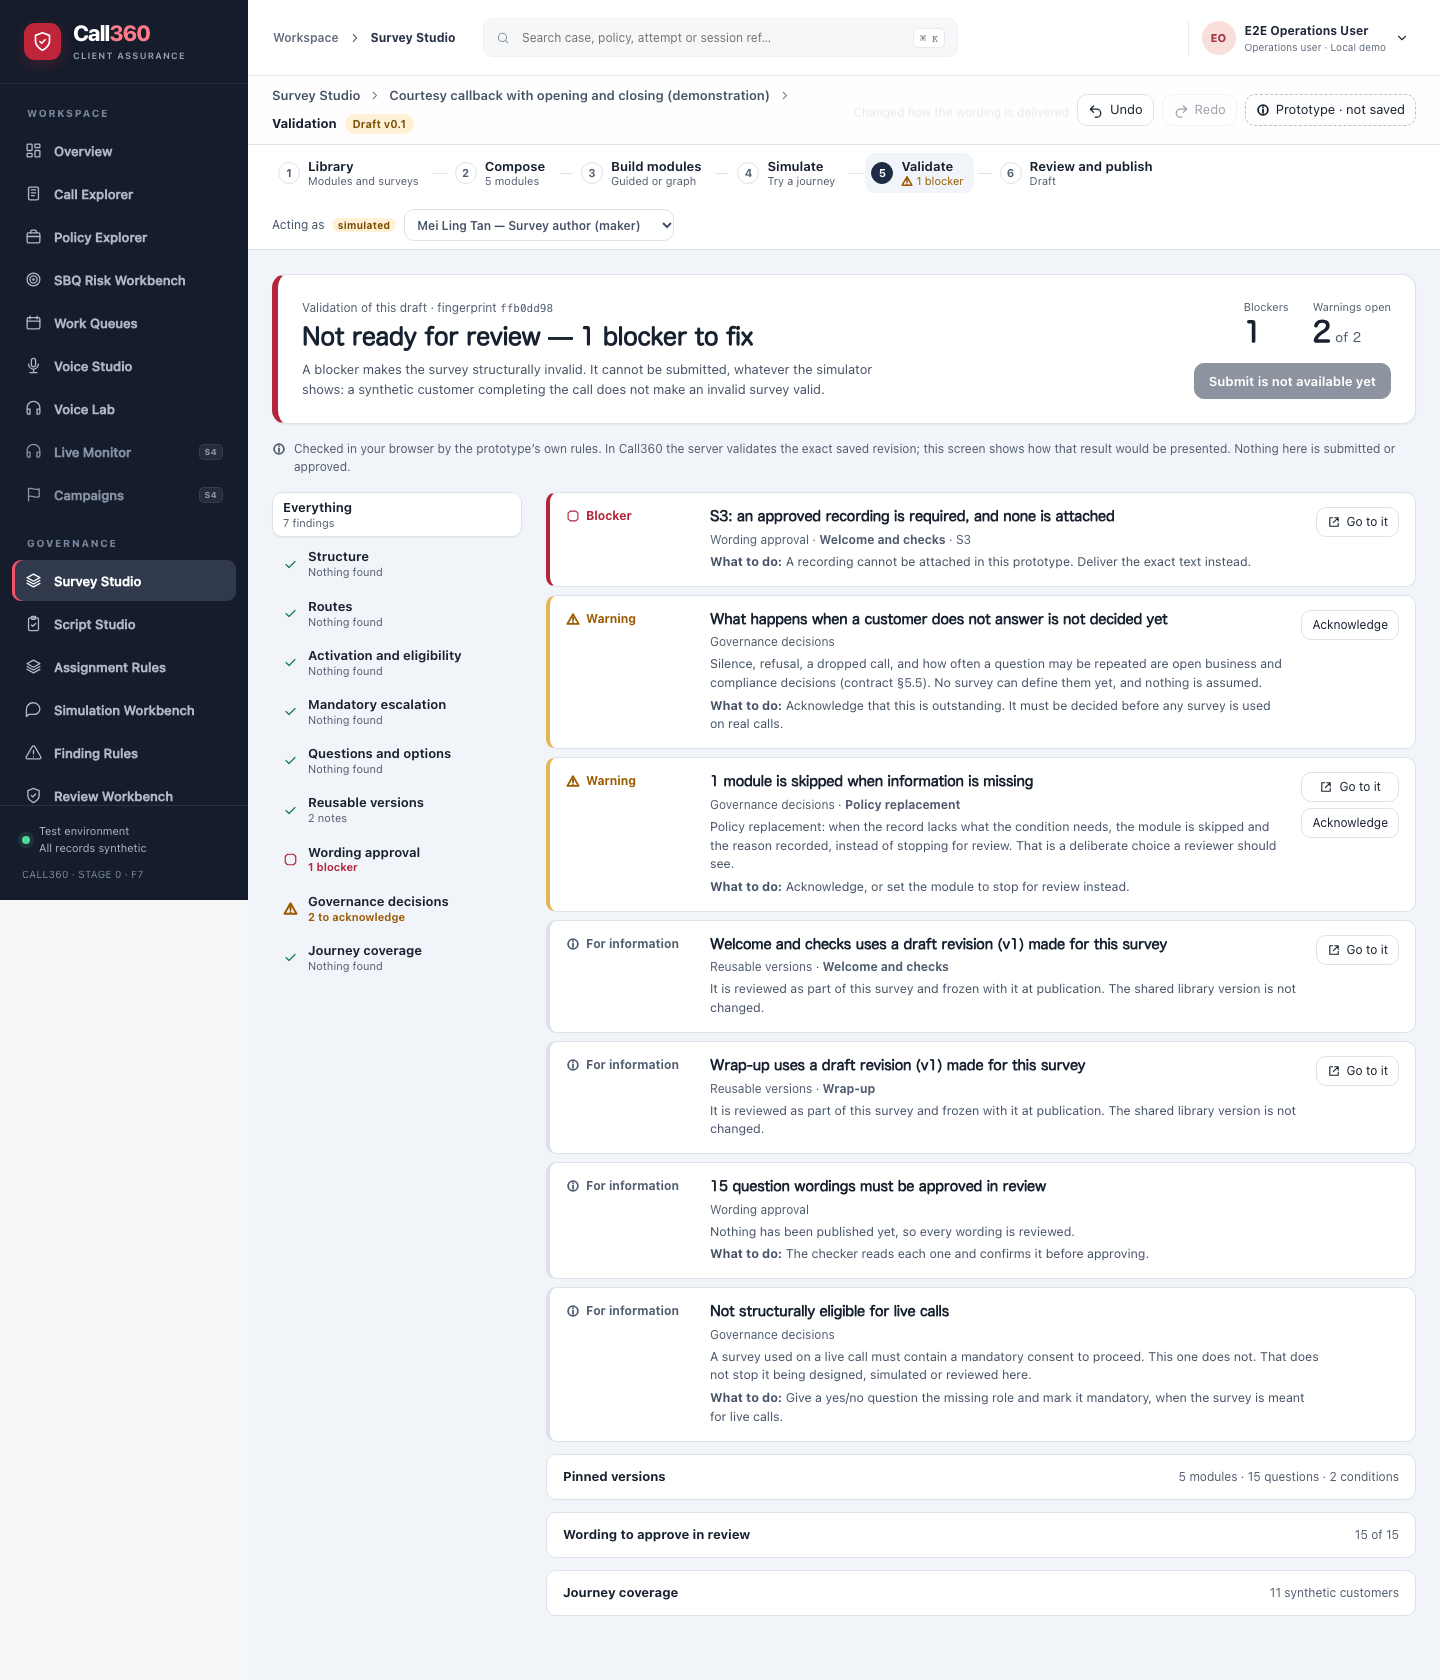 Call360
CLIENT ASSURANCE
WORKSPACE
Overview
Call Explorer
Policy Explorer
SBQ Risk Workbench
Work Queues
Voice Studio
Voice Lab
Live Monitor S4
Campaigns S4
GOVERNANCE
Survey Studio
Script Studio
Assignment Rules
Simulation Workbench
Finding Rules
Review Workbench
Test environment
All records synthetic
CALL360 · STAGE 0 · F7
Workspace > Survey Studio
Search case, policy, attempt or session ref...
⌘ K
EO
E2E Operations User
Operations user · Local demo
Survey Studio > Courtesy callback with opening and closing (demonstration) >
Validation Draft v0.1
Changed how the wording is delivered
Undo
Redo
Prototype · not saved
1 Library
Modules and surveys
2 Compose
5 modules
3 Build modules
Guided or graph
4 Simulate
Try a journey
5 Validate
1 blocker
6 Review and publish
Draft
Acting as simulated Mei Ling Tan — Survey author (maker)
Validation of this draft · fingerprint ffb0dd98
Not ready for review — 1 blocker to fix
A blocker makes the survey structurally invalid. It cannot be submitted, whatever the simulator
shows: a synthetic customer completing the call does not make an invalid survey valid.
Blockers
1
Warnings open
2 of 2
Submit is not available yet
Checked in your browser by the prototype's own rules. In Call360 the server validates the exact saved revision; this screen shows how that result would be presented. Nothing here is submitted or
approved.
Everything
7 findings
Structure
Nothing found
Routes
Nothing found
Activation and eligibility
Nothing found
Mandatory escalation
Nothing found
Questions and options
Nothing found
Reusable versions
2 notes
Wording approval
1 blocker
Governance decisions
2 to acknowledge
Journey coverage
Nothing found
Blocker
S3: an approved recording is required, and none is attached
Wording approval · Welcome and checks · S3
What to do: A recording cannot be attached in this prototype. Deliver the exact text instead.
Go to it
Warning
What happens when a customer does not answer is not decided yet
Governance decisions
Silence, refusal, a dropped call, and how often a question may be repeated are open business and
compliance decisions (contract §5.5). No survey can define them yet, and nothing is assumed.
What to do: Acknowledge that this is outstanding. It must be decided before any survey is used
on real calls.
Acknowledge
Warning
1 module is skipped when information is missing
Governance decisions · Policy replacement
Policy replacement: when the record lacks what the condition needs, the module is skipped and
the reason recorded, instead of stopping for review. That is a deliberate choice a reviewer should
see.
What to do: Acknowledge, or set the module to stop for review instead.
Go to it
Acknowledge
For information
Welcome and checks uses a draft revision (v1) made for this survey
Reusable versions · Welcome and checks
It is reviewed as part of this survey and frozen with it at publication. The shared library version is not
changed.
Go to it
For information
Wrap-up uses a draft revision (v1) made for this survey
Reusable versions · Wrap-up
It is reviewed as part of this survey and frozen with it at publication. The shared library version is not
changed.
Go to it
For information
15 question wordings must be approved in review
Wording approval
Nothing has been published yet, so every wording is reviewed.
What to do: The checker reads each one and confirms it before approving.
For information
Not structurally eligible for live calls
Governance decisions
A survey used on a live call must contain a mandatory consent to proceed. This one does not. That does
not stop it being designed, simulated or reviewed here.
What to do: Give a yes/no question the missing role and mark it mandatory, when the survey is meant
for live calls.
Pinned versions
5 modules · 15 questions · 2 conditions
Wording to approve in review
15 of 15
Journey coverage
11 synthetic customers